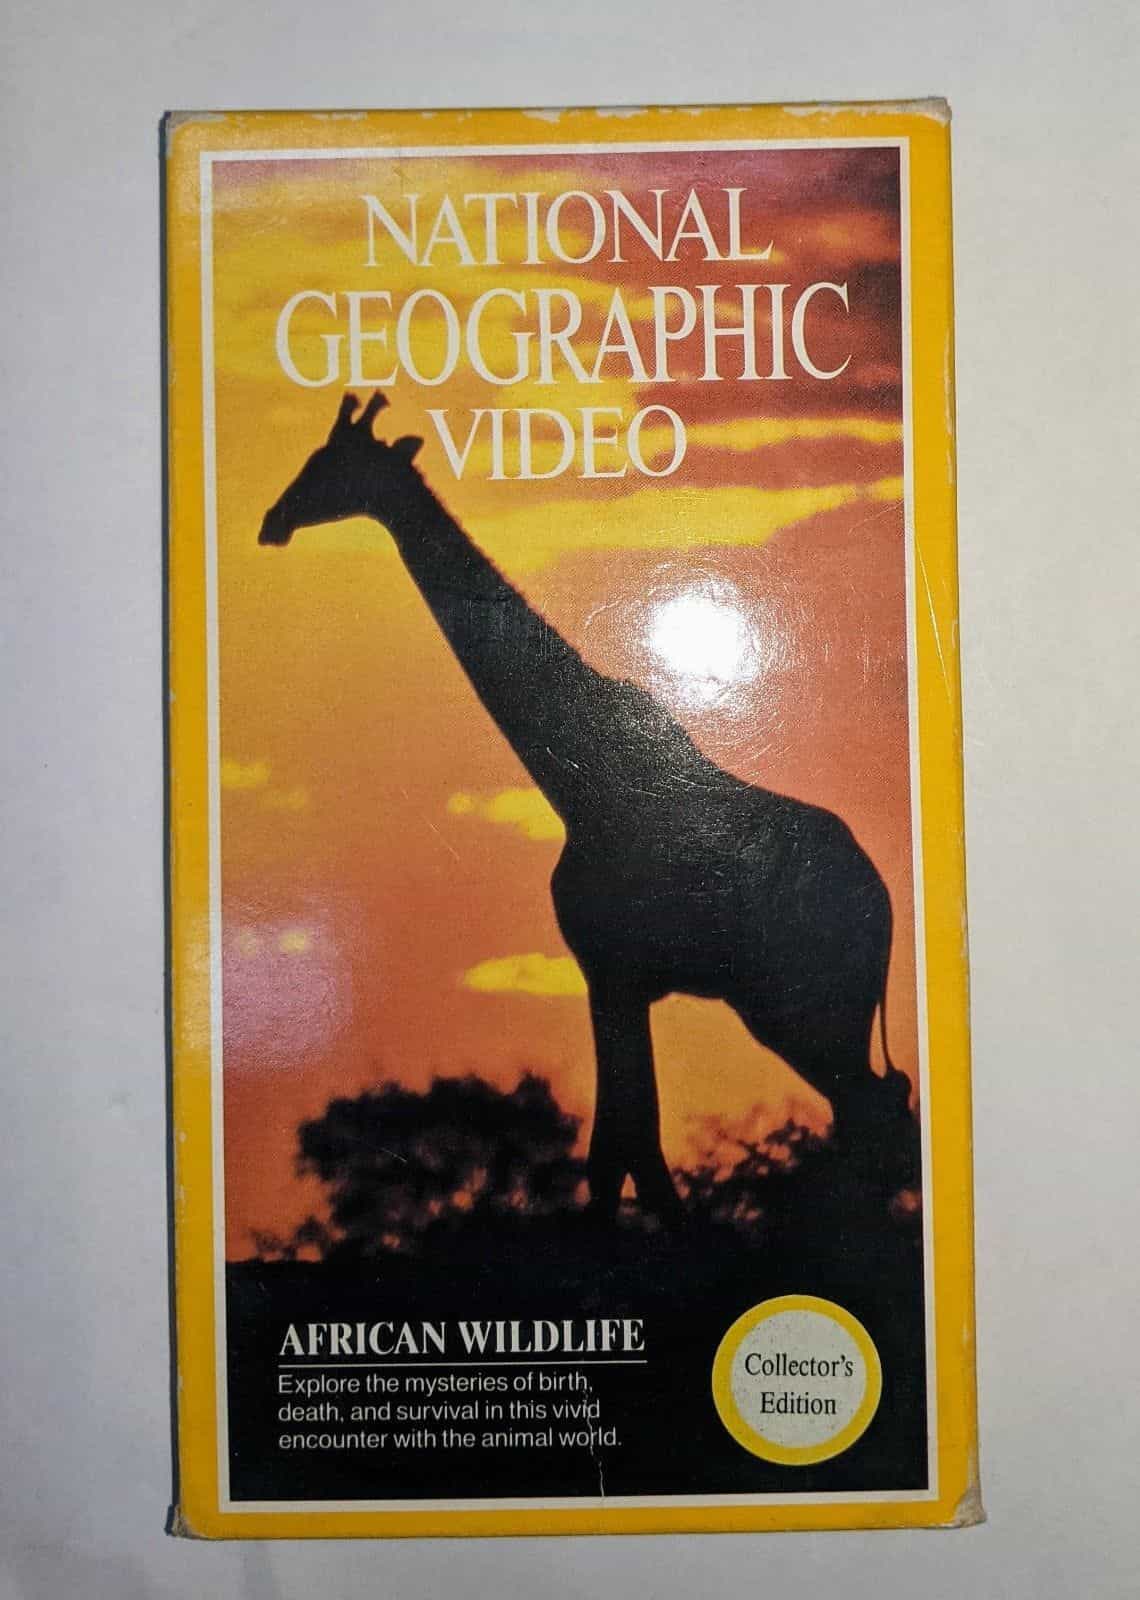 NATIONAL
GEOGRAPHIC
VIDEO
AFRICAN WILDLIFE
Explore the mysteries of birth,
death, and survival in this vivid
encounter with the animal world.
Collector's
Edition